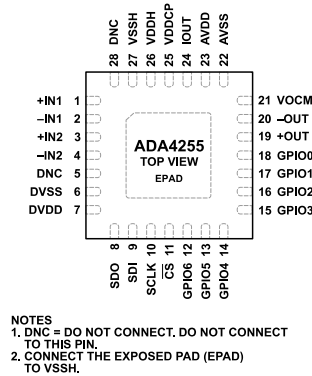 28 DNC
27 VSSH
26 VDDH
25 VDDCP
24 IOUT
23 AVDD
22 AVSS
+IN1 1
–IN1 2
+IN2 3
–IN2 4
DNC 5
DVSS 6
DVDD 7
ADA4255
TOP VIEW
EPAD
21 VOCM
20 –OUT
19 +OUT
18 GPIO0
17 GPIO1
16 GPIO2
15 GPIO3
SDO 8
SDI 9
SCLK 10
CS 11
GPIO6 12
GPIO5 13
GPIO4 14
NOTES
1. DNC = DO NOT CONNECT. DO NOT CONNECT
TO THIS PIN.
2. CONNECT THE EXPOSED PAD (EPAD)
TO VSSH.